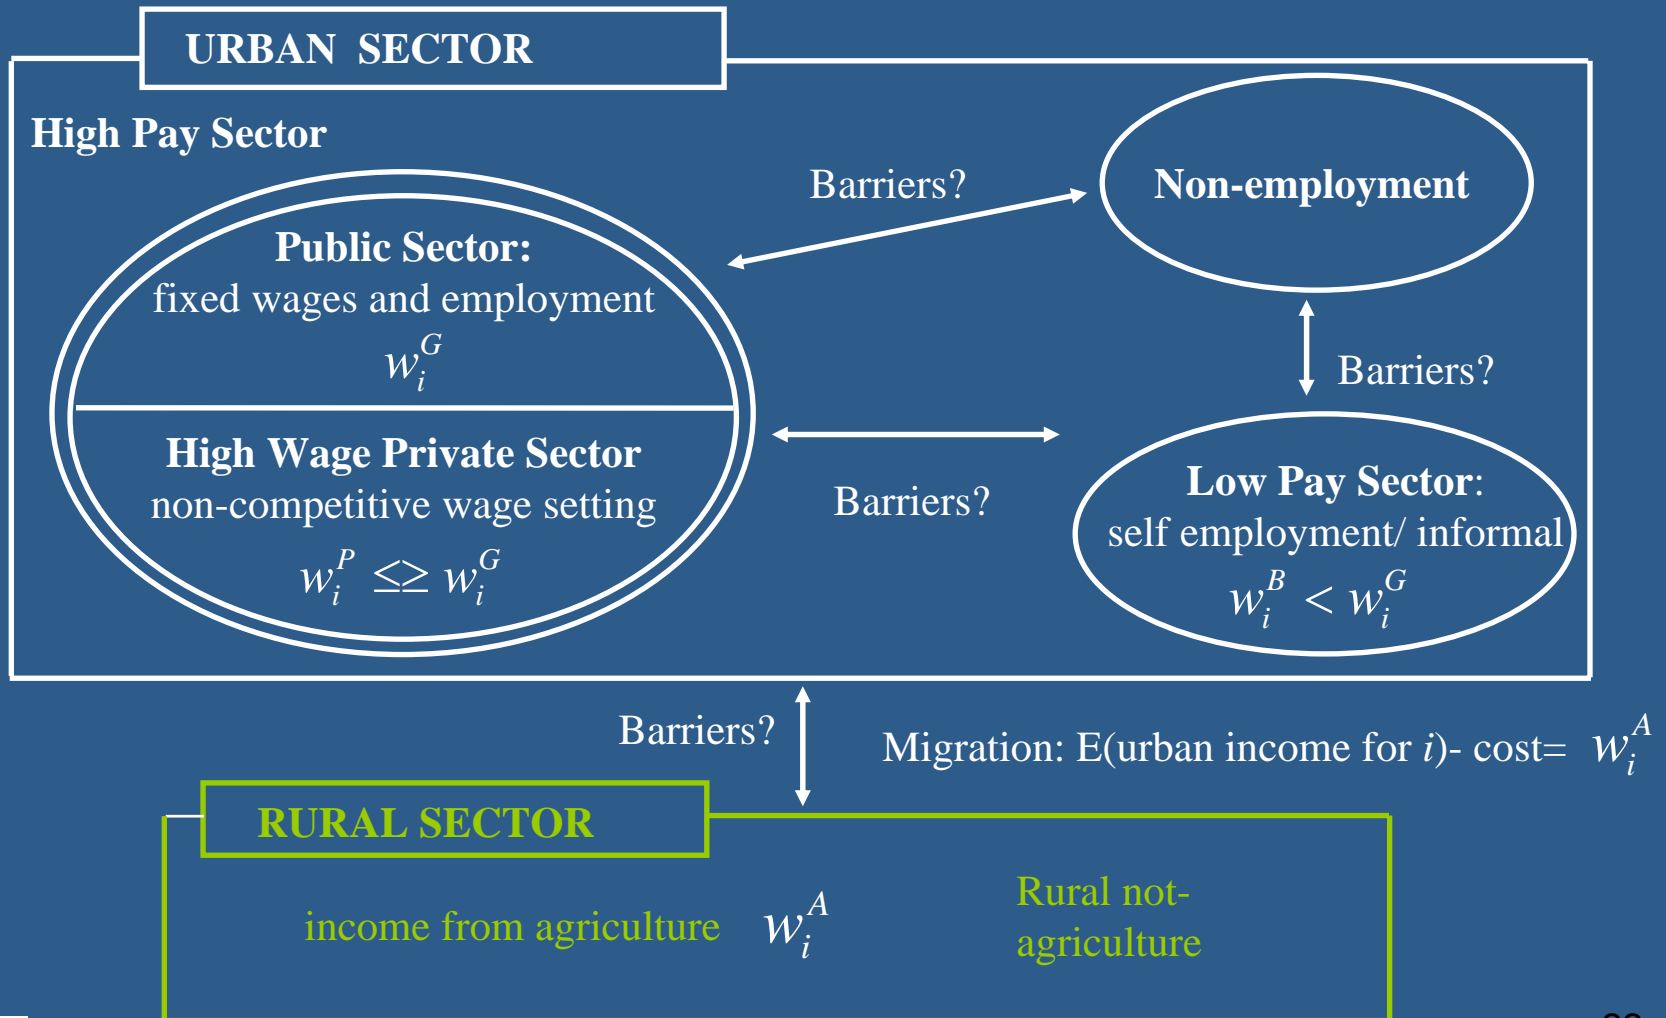 URBAN SECTOR
High Pay Sector
Barriers?
Non-employment
Public Sector:
fixed wages and employment
w_i^G
Barriers?
High Wage Private Sector
non-competitive wage setting
w_i^P ≤≥ w_i^G
Barriers?
Low Pay Sector:
self employment/ informal
w_i^B < w_i^G
Barriers?
Migration: E(urban income for i)- cost= w_i^A
RURAL SECTOR
income from agriculture w_i^A
Rural not-
agriculture